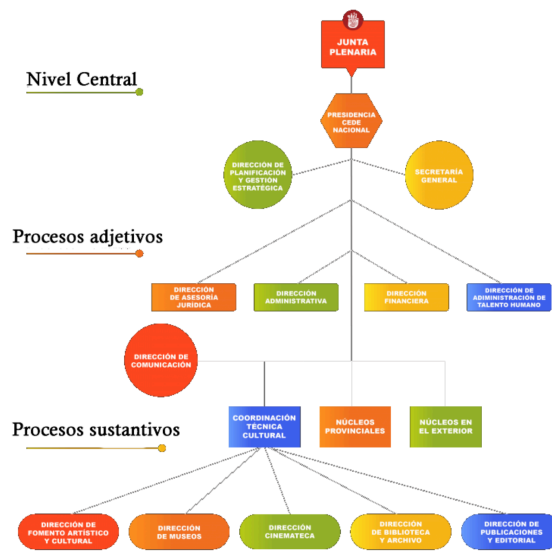 JUNTA
PLENARIA
Nivel Central
PRESIDENCIA
CEDE
NACIONAL
DIRECCIÓN DE
PLANIFICACIÓN
Y GESTIÓN
ESTRATÉGICA
SECRETARÍA
GENERAL
Procesos adjetivos
DIRECCIÓN
DE ASESORÍA
JURÍDICA
DIRECCIÓN
ADMINISTRATIVA
DIRECCIÓN
FINANCIERA
DIRECCIÓN DE
ADIMINISTRACIÓN DE
TALENTO HUMANO
DIRECCIÓN DE
COMUNICACIÓN
COORDINACIÓN
TÉCNICA
CULTURAL
NÚCLEOS
PROVINCIALES
NÚCLEOS EN
EL EXTERIOR
Procesos sustantivos
DIRECCIÓN DE
FOMENTO ARTÍSTICO
Y CULTURAL
DIRECCIÓN
DE MUSEOS
DIRECCIÓN
CINEMATECA
DIRECCIÓN
DE BIBLIOTECA
Y ARCHIVO
DIRECCIÓN DE
PUBLICACIONES
Y EDITORIAL